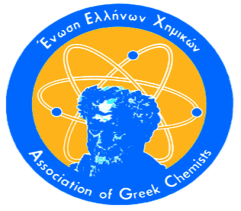 Ένωση Ελλήνων Χημικών
Association of Greek Chemists